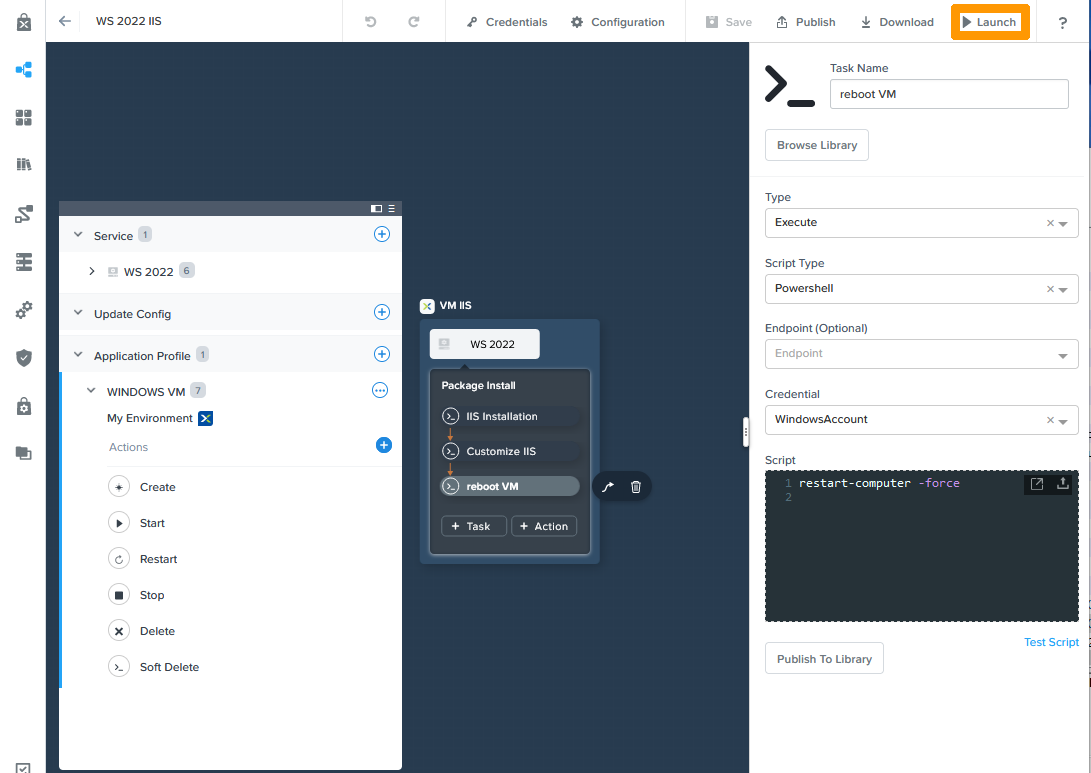 WS 2022 IIS
Credentials
Configuration
Save
Publish
Download
Launch
?
Task Name
reboot VM
Browse Library
Type
Execute
Script Type
Powershell
Endpoint (Optional)
Endpoint
Credential
WindowsAccount
Script
1 restart-computer -force
2
Test Script
Publish To Library
Service 1
WS 2022 6
Update Config
Application Profile 1
WINDOWS VM 7
My Environment
Actions
Create
Start
Restart
Stop
Delete
Soft Delete
VM IIS
WS 2022
Package Install
IIS Installation
Customize IIS
reboot VM
+ Task
+ Action